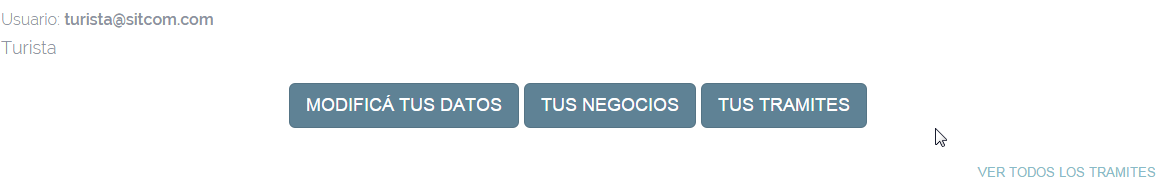 Usuario: turista@sitcom.com
Turista
MODIFICÁ TUS DATOS TUS NEGOCIOS TUS TRAMITES
VER TODOS LOS TRAMITES